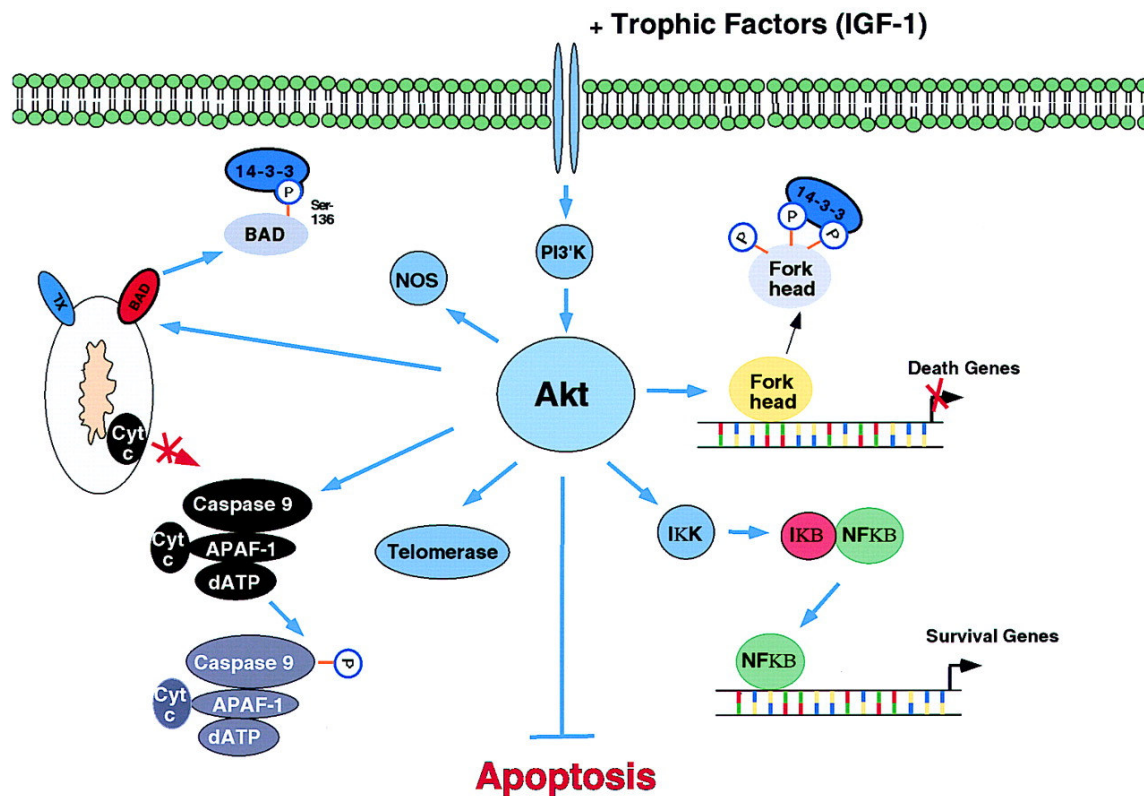 + Trophic Factors (IGF-1)
14-3-3
P
Ser-
136
BAD
XL
BAD
Cyt
c
NOS
PI3'K
Akt
14-3-3
P
P
P
Fork
head
Fork
head
Death Genes
Caspase 9
Cyt
c
APAF-1
dATP
Telomerase
IKK
IKB
NFKB
Caspase 9
P
Cyt
c
APAF-1
dATP
NFKB
Survival Genes
Apoptosis